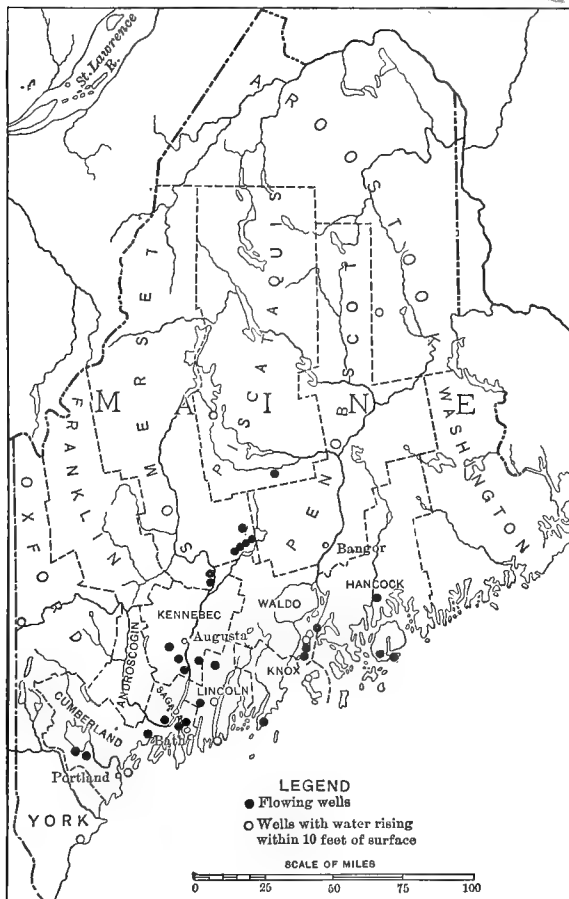 St. Lawrence
R.
AROOSTOOK
PISCATAQUIS
SOMERSET
PENOBSCOT
MAINE
FRANKLIN
WASHINGTON
OXFORD
Bangor
HANCOCK
WALDO
KENNEBEC
Augusta
ANDROSCOGGIN
KNOX
LINCOLN
SAGADAHOC
CUMBERLAND
Bath
Portland
YORK
LEGEND
Flowing wells
Wells with water rising
within 10 feet of surface
SCALE OF MILES
0 25 50 75 100